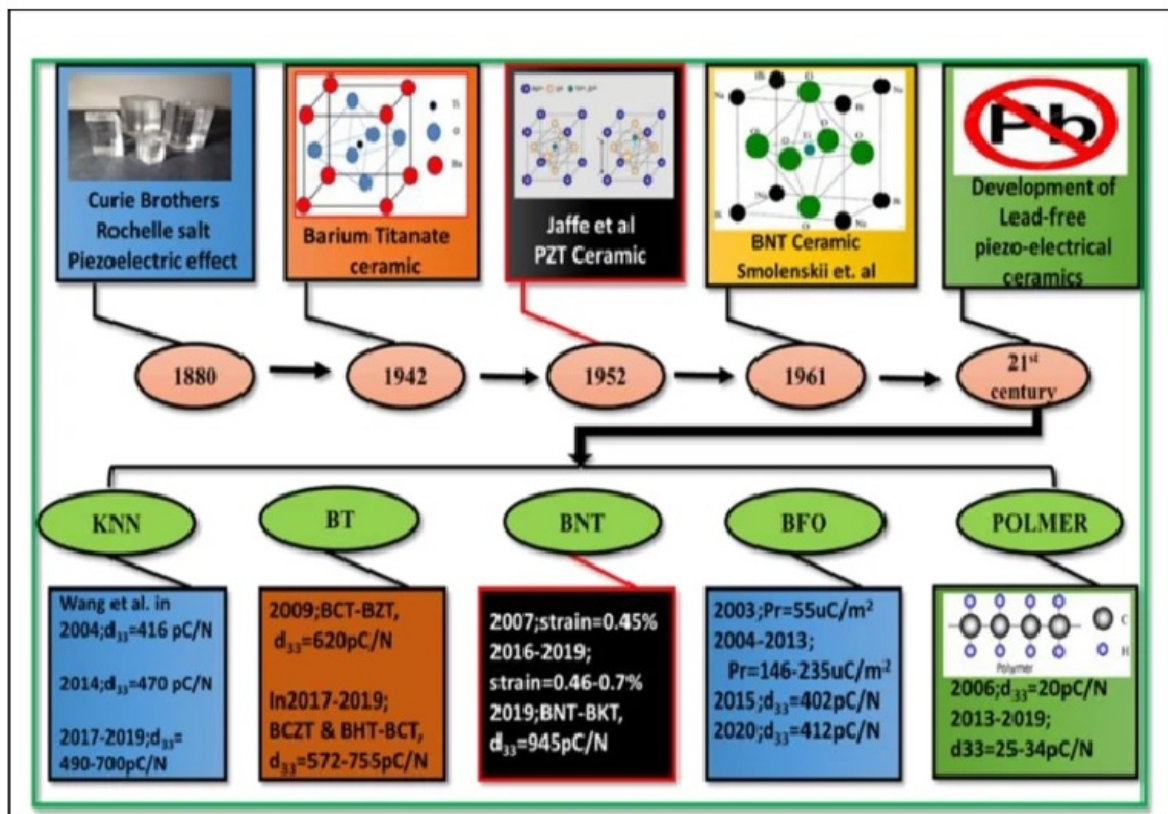 Curie Brothers
Rochelle salt
Piezoelectric effect
Ti
O
Ba
Barium Titanate
ceramic
Jaffe et al
PZT Ceramic
Bi
Na
O
BNT Ceramic
Smolenskii et. al
Pb
Development of
Lead-free
piezo-electrical
ceramics
1880
1942
1952
1961
21st
century
KNN
BT
BNT
BFO
POLMER
Wang et al. in
2004;d33=416 pC/N
2014;d33=470 pC/N
2017-2019;d33=
490-700pC/N
2009;BCT-BZT,
d33=620pC/N
In2017-2019;
BCZT & BHT-BCT,
d33=572-755pC/N
2007;strain=0.45%
2016-2019;
strain=0.46-0.7%
2019;BNT-BKT,
d33=945pC/N
2003;Pr=55uC/m²
2004-2013;
Pr=146-235uC/m²
2015;d33=402pC/N
2020;d33=412pC/N
C
H
Polymer
2006;d33=20pC/N
2013-2019;
d33=25-34pC/N